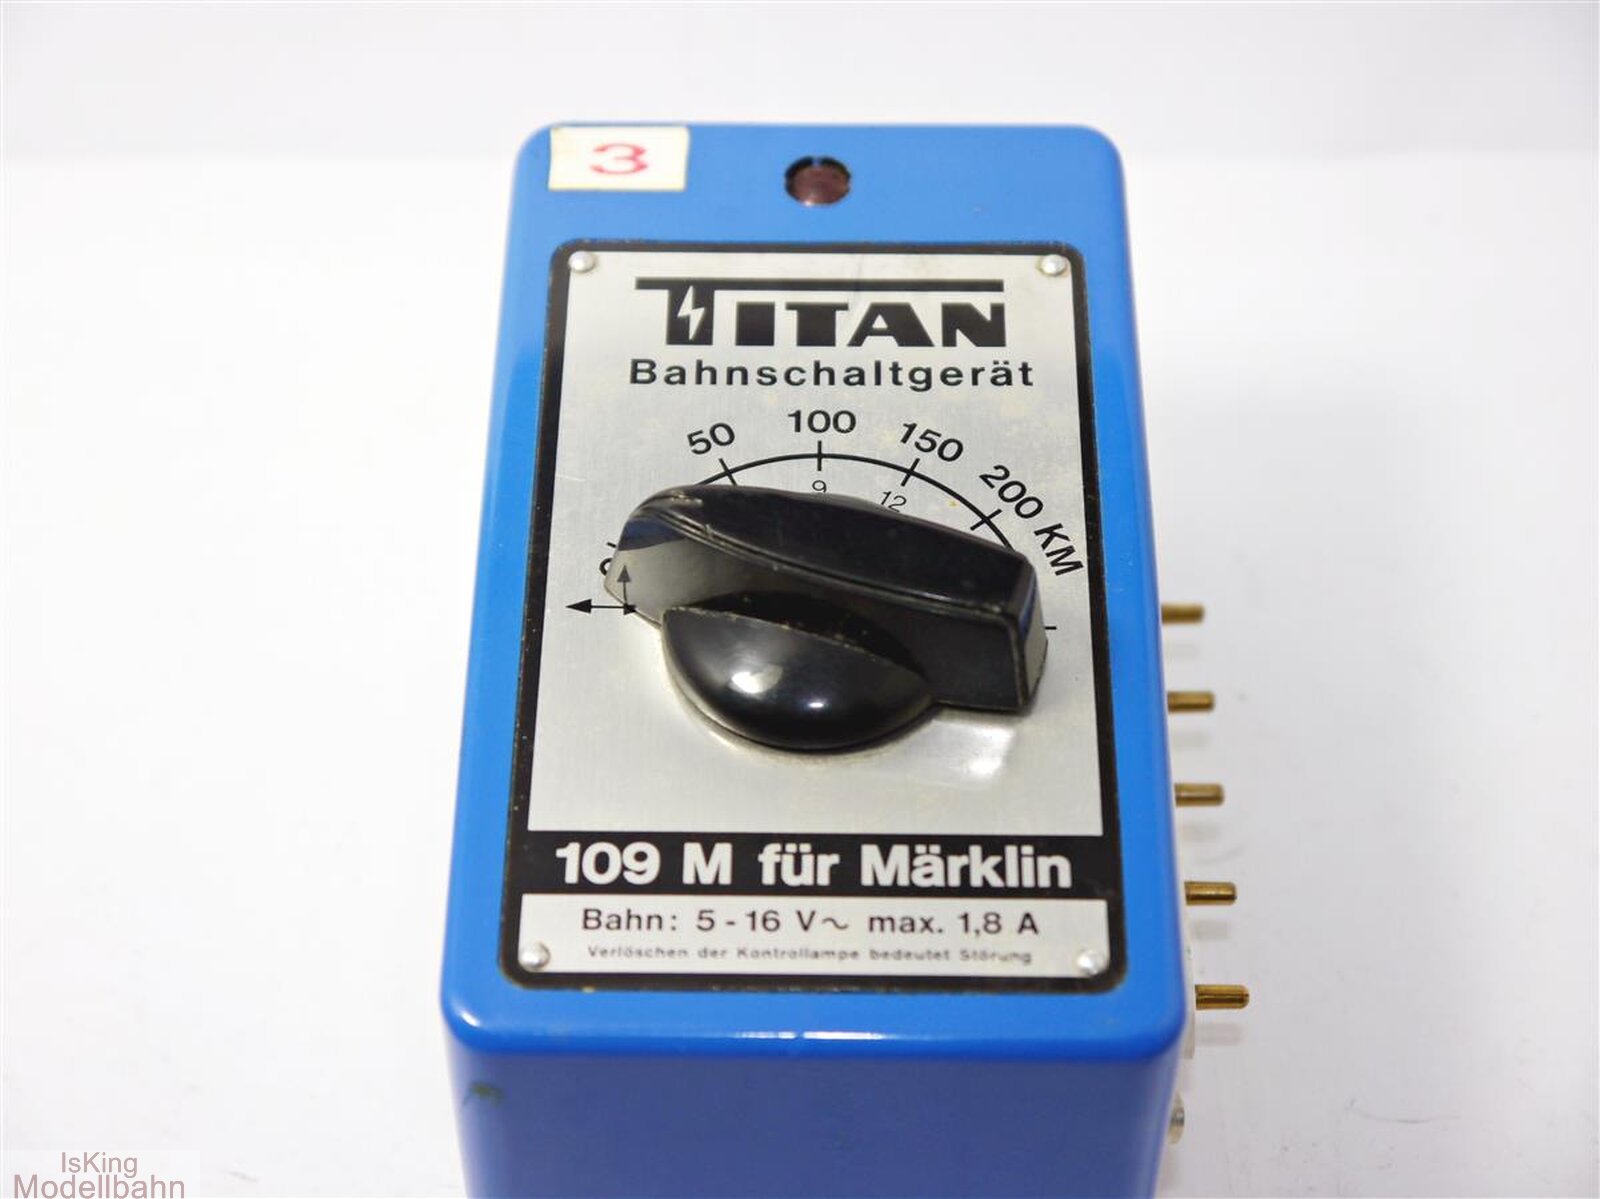 3
TITAN
Bahnschaltgerät
50 100 150 200 KM
9 12
109 M für Märklin
Bahn: 5 - 16 V~ max. 1,8 A
Verlöschen der Kontrollampe bedeutet Störung
IsKing
Modellbahn